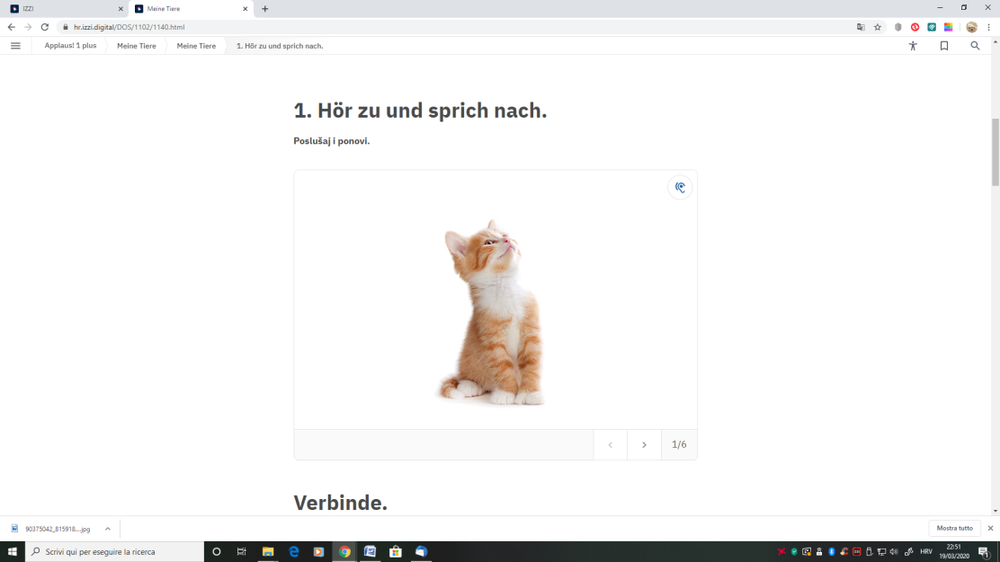 IZZI
Meine Tiere
hr.izzi.digital/DOS/1102/1140.html
Applaus! 1 plus
Meine Tiere
Meine Tiere
1. Hör zu und sprich nach.
1. Hör zu und sprich nach.
Poslušaj i ponovi.
1/6
Verbinde.
90375042_815918....jpg
Mostra tutto
Scrivi qui per eseguire la ricerca
HRV
22:51
19/03/2020
1